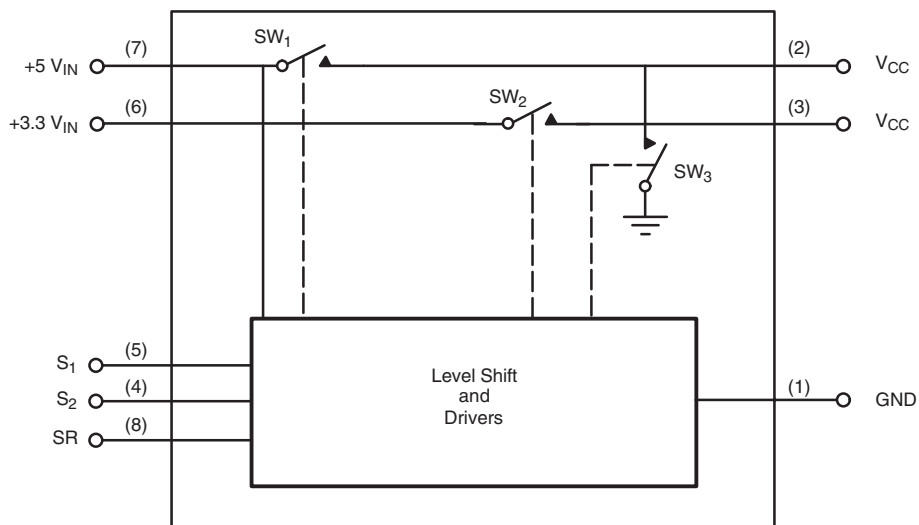 SW1
(7)
(2)
+5 VIN
VCC
SW2
(6)
(3)
+3.3 VIN
VCC
SW3
(5)
S1
Level Shift
and
Drivers
(4)
S2
(1)
GND
(8)
SR